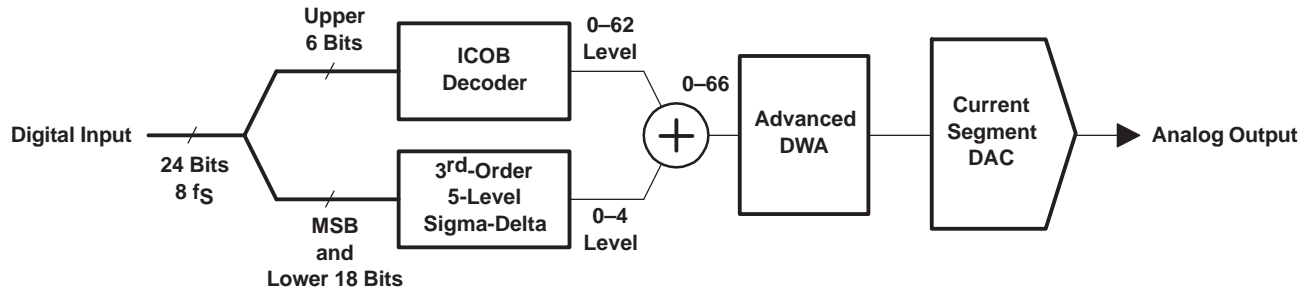 Upper
6 Bits
ICOB
Decoder
0–62
Level
0–66
Digital Input
24 Bits
8 fS
+
Advanced
DWA
Current
Segment
DAC
Analog Output
3rd-Order
5-Level
Sigma-Delta
MSB
and
Lower 18 Bits
0–4
Level